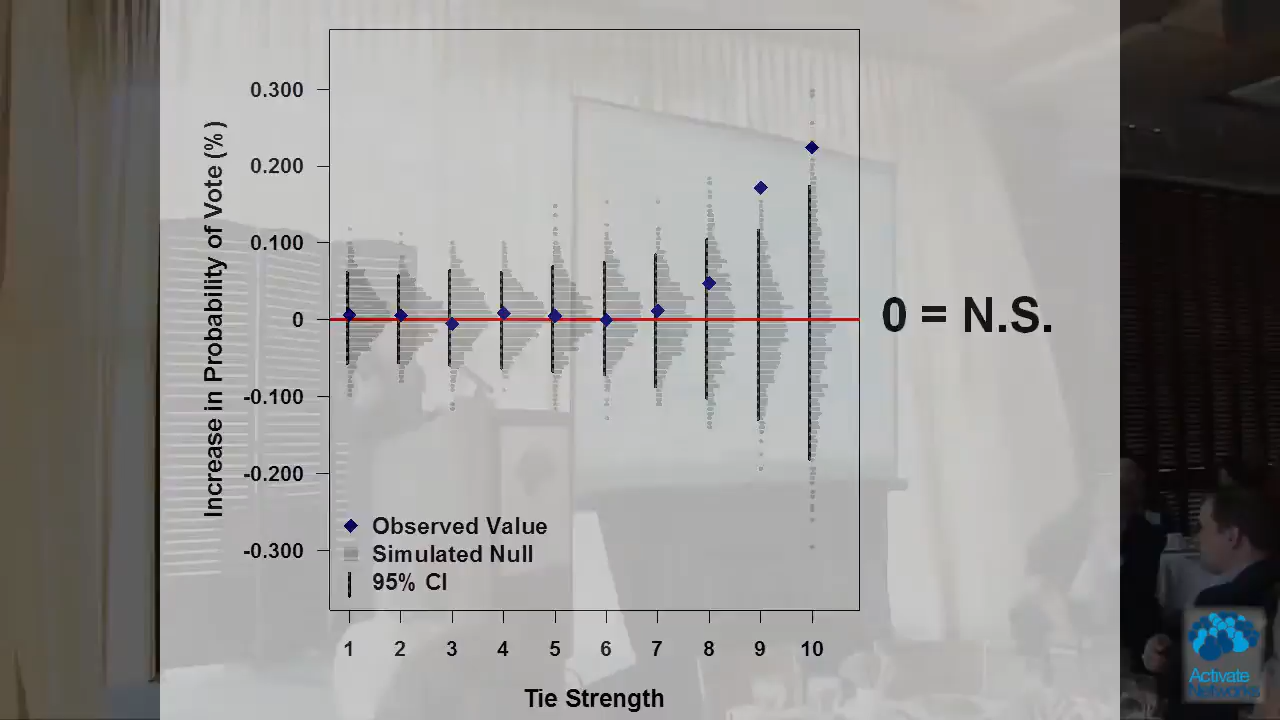 0.300
0.200
0.100
0
-0.100
-0.200
-0.300
Increase in Probability of Vote (%)
0 = N.S.
Observed Value
Simulated Null
95% CI
1 2 3 4 5 6 7 8 9 10
Tie Strength
Activate
Networks